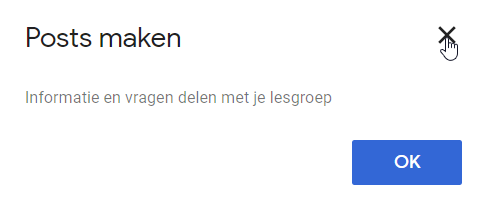 Posts maken
Informatie en vragen delen met je lesgroep
OK